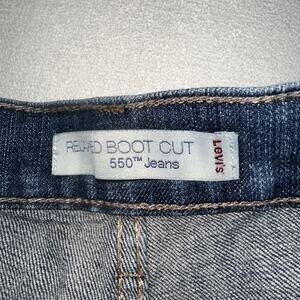 RELAXED BOOT CUT
550™ Jeans
Levi's